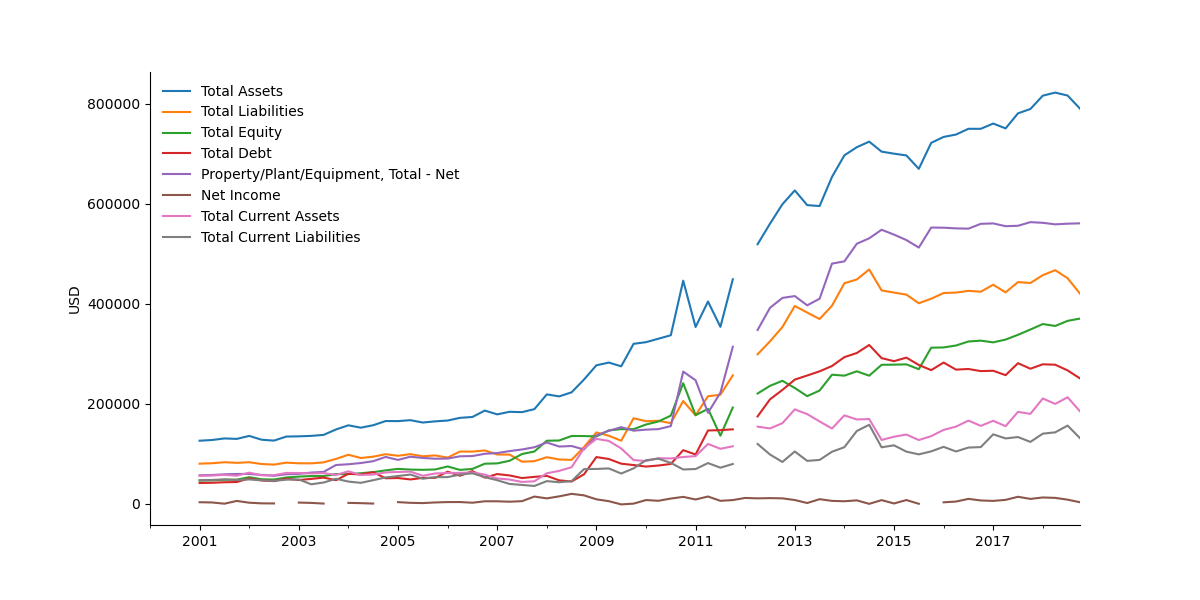 Total Assets
Total Liabilities
Total Equity
Total Debt
Property/Plant/Equipment, Total - Net
Net Income
Total Current Assets
Total Current Liabilities
USD
800000
600000
400000
200000
0
2001 2003 2005 2007 2009 2011 2013 2015 2017